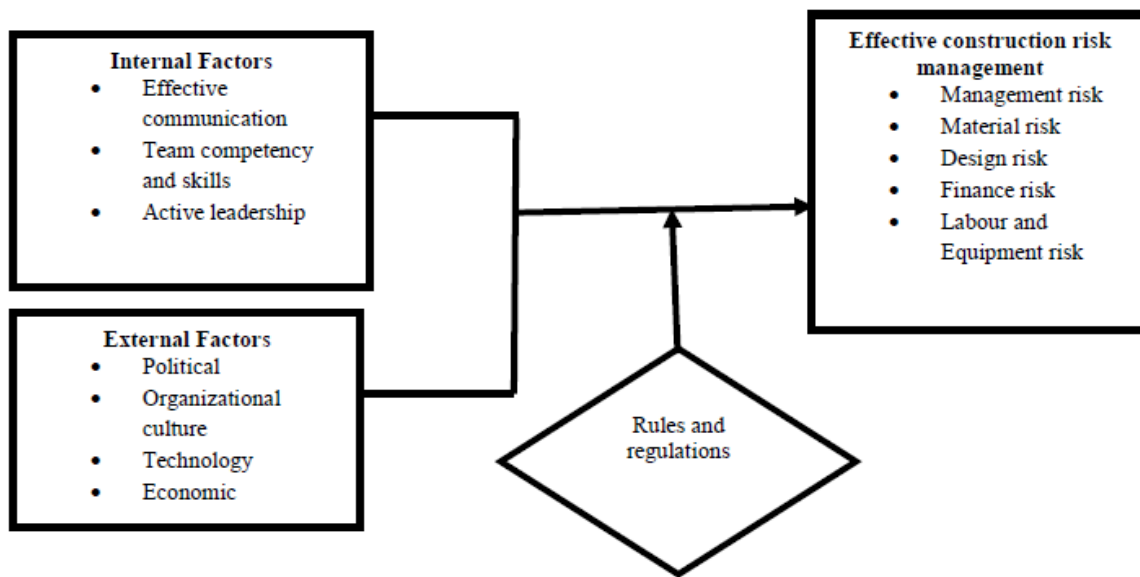 Internal Factors
• Effective
communication
• Team competency
and skills
• Active leadership
External Factors
• Political
• Organizational
culture
• Technology
• Economic
Rules and
regulations
Effective construction risk
management
• Management risk
• Material risk
• Design risk
• Finance risk
• Labour and
Equipment risk